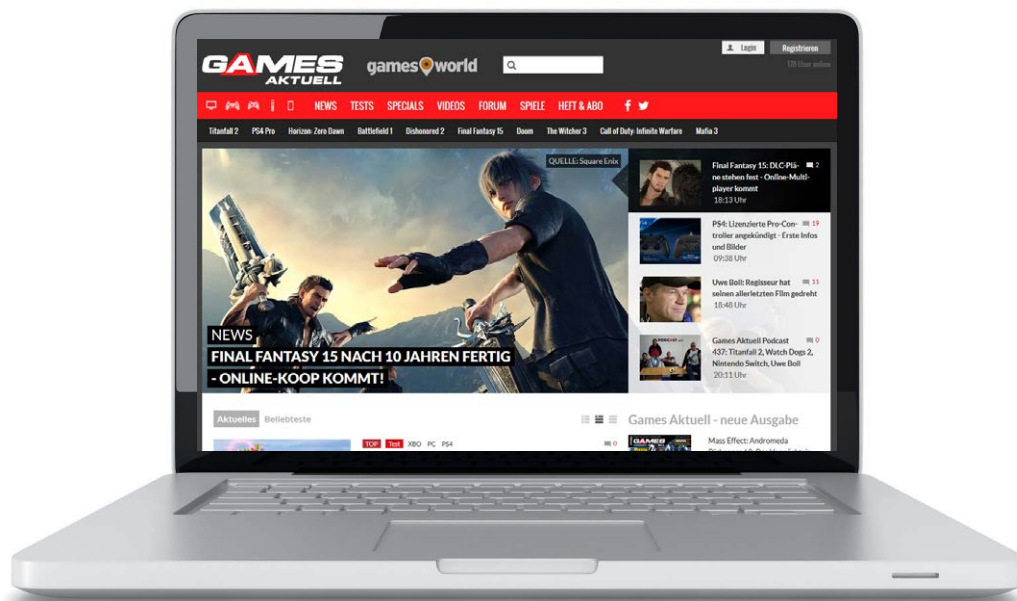 GAMES
AKTUELL
games world
Login
Registrieren
178 User online
NEWS TESTS SPECIALS VIDEOS FORUM SPIELE HEFT & ABO
Titanfall 2 PS4 Pro Horizon: Zero Dawn Battlefield 1 Dishonored 2 Final Fantasy 15 Doom The Witcher 3 Call of Duty: Infinite Warfare Mafia 3
QUELLE: Square Enix
NEWS
FINAL FANTASY 15 NACH 10 JAHREN FERTIG
- ONLINE-KOOP KOMMT!
Final Fantasy 15: DLC-Plä- 2
ne stehen fest - Online-Multi-
player kommt
18:13 Uhr
PS4: Lizenzierte Pro-Con- 19
troller angekündigt - Erste Infos
und Bilder
09:38 Uhr
Uwe Boll: Regisseur hat 11
seinen allerletzten Film gedreht
18:48 Uhr
Games Aktuell Podcast 0
437: Titanfall 2, Watch Dogs 2,
Nintendo Switch, Uwe Boll
20:11 Uhr
Aktuelles Beliebteste
TOP Test XBO PC PS4 0
Games Aktuell - neue Ausgabe
GAMES
Mass Effect: Andromeda